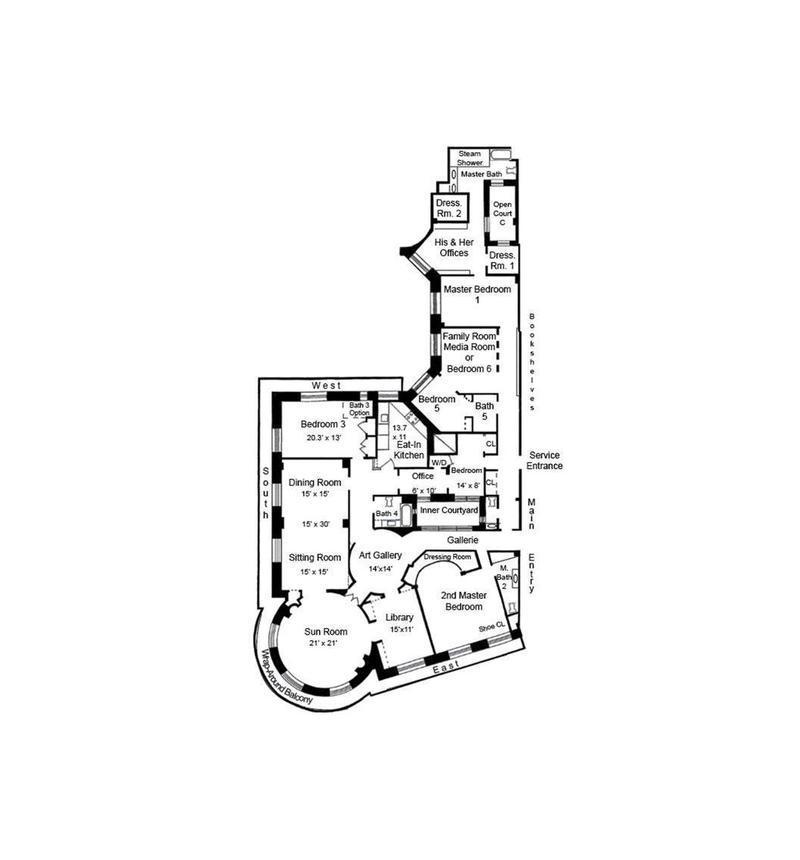 Steam
Shower
Master Bath
Dress.
Rm. 2
Open
Court
C
His & Her
Offices
Dress.
Rm. 1
Master Bedroom
1
Family Room
Media Room
or
Bedroom 6
Bookshelves
West
Bath 3
Option
Bedroom 3
20.3' x 13'
13.7
x 11
Eat-In
Kitchen
Bedroom
5
Bath
5
CL
W/D
Service
Entrance
Bedroom
14' x 8'
CL
Office
6' x 10'
South
Dining Room
15' x 15'
15' x 30'
Sitting Room
15' x 15'
Bath 4
Inner Courtyard
Main
Entry
Gallerie
Art Gallery
14'x14'
Dressing Room
M.
Bath
2
2nd Master
Bedroom
Shoe CL
Library
15'x11'
Sun Room
21' x 21'
East
Wrap-Around Balcony